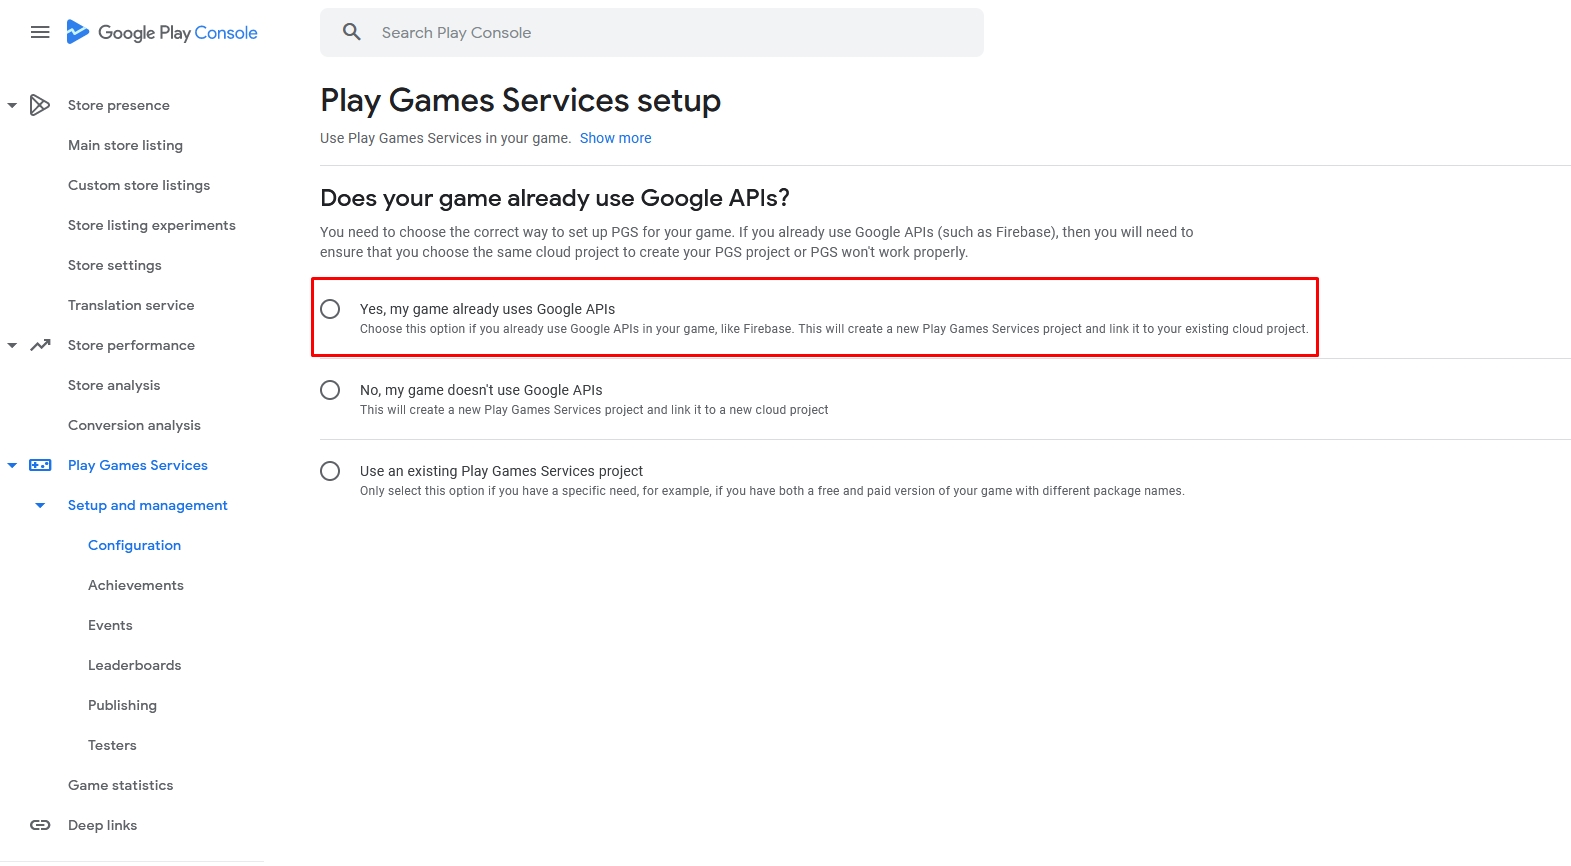 Google Play Console
Search Play Console
Store presence
Main store listing
Custom store listings
Store listing experiments
Store settings
Translation service
Store performance
Store analysis
Conversion analysis
Play Games Services
Setup and management
Configuration
Achievements
Events
Leaderboards
Publishing
Testers
Game statistics
Deep links
Play Games Services setup
Use Play Games Services in your game. Show more
Does your game already use Google APIs?
You need to choose the correct way to set up PGS for your game. If you already use Google APIs (such as Firebase), then you will need to
ensure that you choose the same cloud project to create your PGS project or PGS won't work properly.
Yes, my game already uses Google APIs
Choose this option if you already use Google APIs in your game, like Firebase. This will create a new Play Games Services project and link it to your existing cloud project.
No, my game doesn't use Google APIs
This will create a new Play Games Services project and link it to a new cloud project
Use an existing Play Games Services project
Only select this option if you have a specific need, for example, if you have both a free and paid version of your game with different package names.